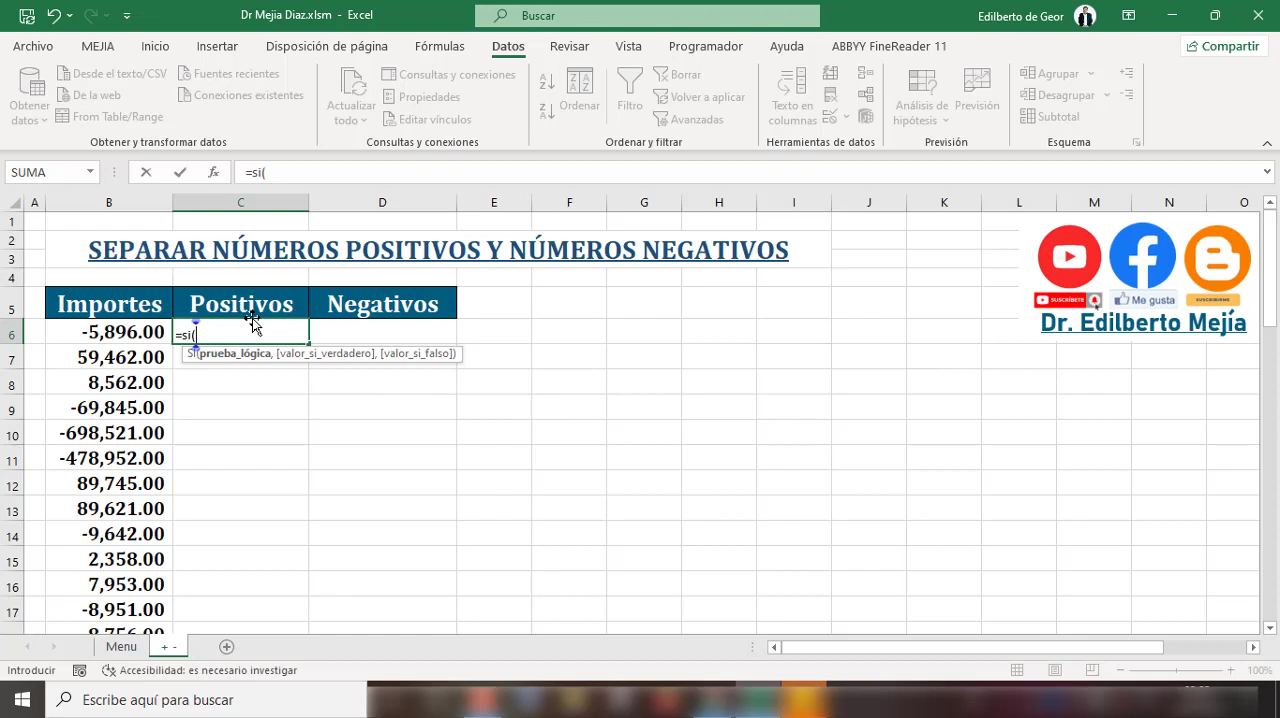 Dr Mejia Diaz.xlsm - Excel
Buscar
Edilberto de Geor
Archivo MEJIA Inicio Insertar Disposición de página Fórmulas Datos Revisar Vista Programador Ayuda ABBYY FineReader 11 Compartir
Obtener datos
Desde el texto/CSV
De la web
From Table/Range
Fuentes recientes
Conexiones existentes
Obtener y transformar datos
Actualizar todo
Consultas y conexiones
Propiedades
Editar vínculos
Consultas y conexiones
Ordenar
Filtro
Borrar
Volver a aplicar
Avanzadas
Ordenar y filtrar
Texto en columnas
Herramientas de datos
Análisis de hipótesis
Previsión
Previsión
Agrupar
Desagrupar
Subtotal
Esquema
SUMA
fx
=si(
A B C D E F G H I J K L M N O
1
2
SEPARAR NÚMEROS POSITIVOS Y NÚMEROS NEGATIVOS
3
4
5 Importes Positivos Negativos
6 -5,896.00 =si(
SI(prueba_lógica, [valor_si_verdadero], [valor_si_falso])
7 59,462.00
8 8,562.00
9 -69,845.00
10 -698,521.00
11 -478,952.00
12 89,745.00
13 89,621.00
14 -9,642.00
15 2,358.00
16 7,953.00
17 -8,951.00
SUSCRÍBETE
Me gusta
SUSCRIBIRME
Dr. Edilberto Mejía
Menu
+ -
Introducir
Accesibilidad: es necesario investigar
100%
Escribe aquí para buscar